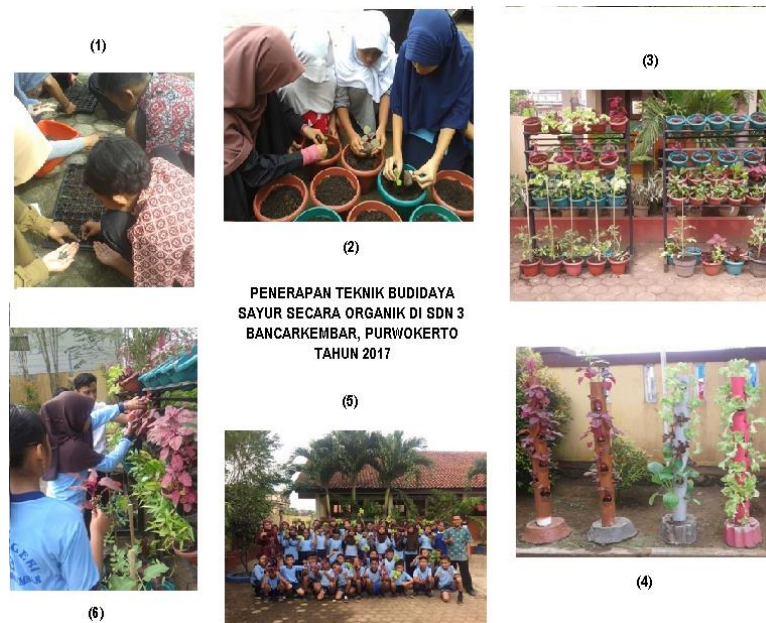 (1)
(2)
(3)
PENERAPAN TEKNIK BUDIDAYA
SAYUR SECARA ORGANIK DI SDN 3
BANCARKEMBAR, PURWOKERTO
TAHUN 2017
(5)
(4)
(6)